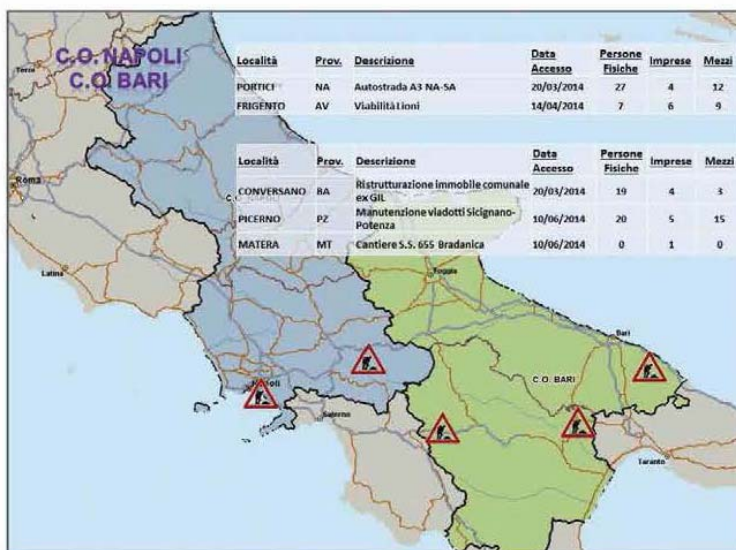 C.O. NAPOLI
C.O. BARI
Località Prov. Descrizione Data Accesso Persone Fisiche Imprese Mezzi
PORTICI NA Autostrada A3 NA-SA 20/03/2014 27 4 12
FRIGENTO AV Viabilità Lioni 14/04/2014 7 6 9
Località Prov. Descrizione Data Accesso Persone Fisiche Imprese Mezzi
CONVERSANO BA Ristrutturazione immobile comunale ex GIL 20/03/2014 19 4 3
PICERNO PZ Manutenzione viadotti Sicignano-Potenza 10/06/2014 20 5 15
MATERA MT Cantiere S.S. 655 Bradanica 10/06/2014 0 1 0
Roma
Latina
Foggia
Bari
C.O. BARI
Napoli
Salerno
Taranto